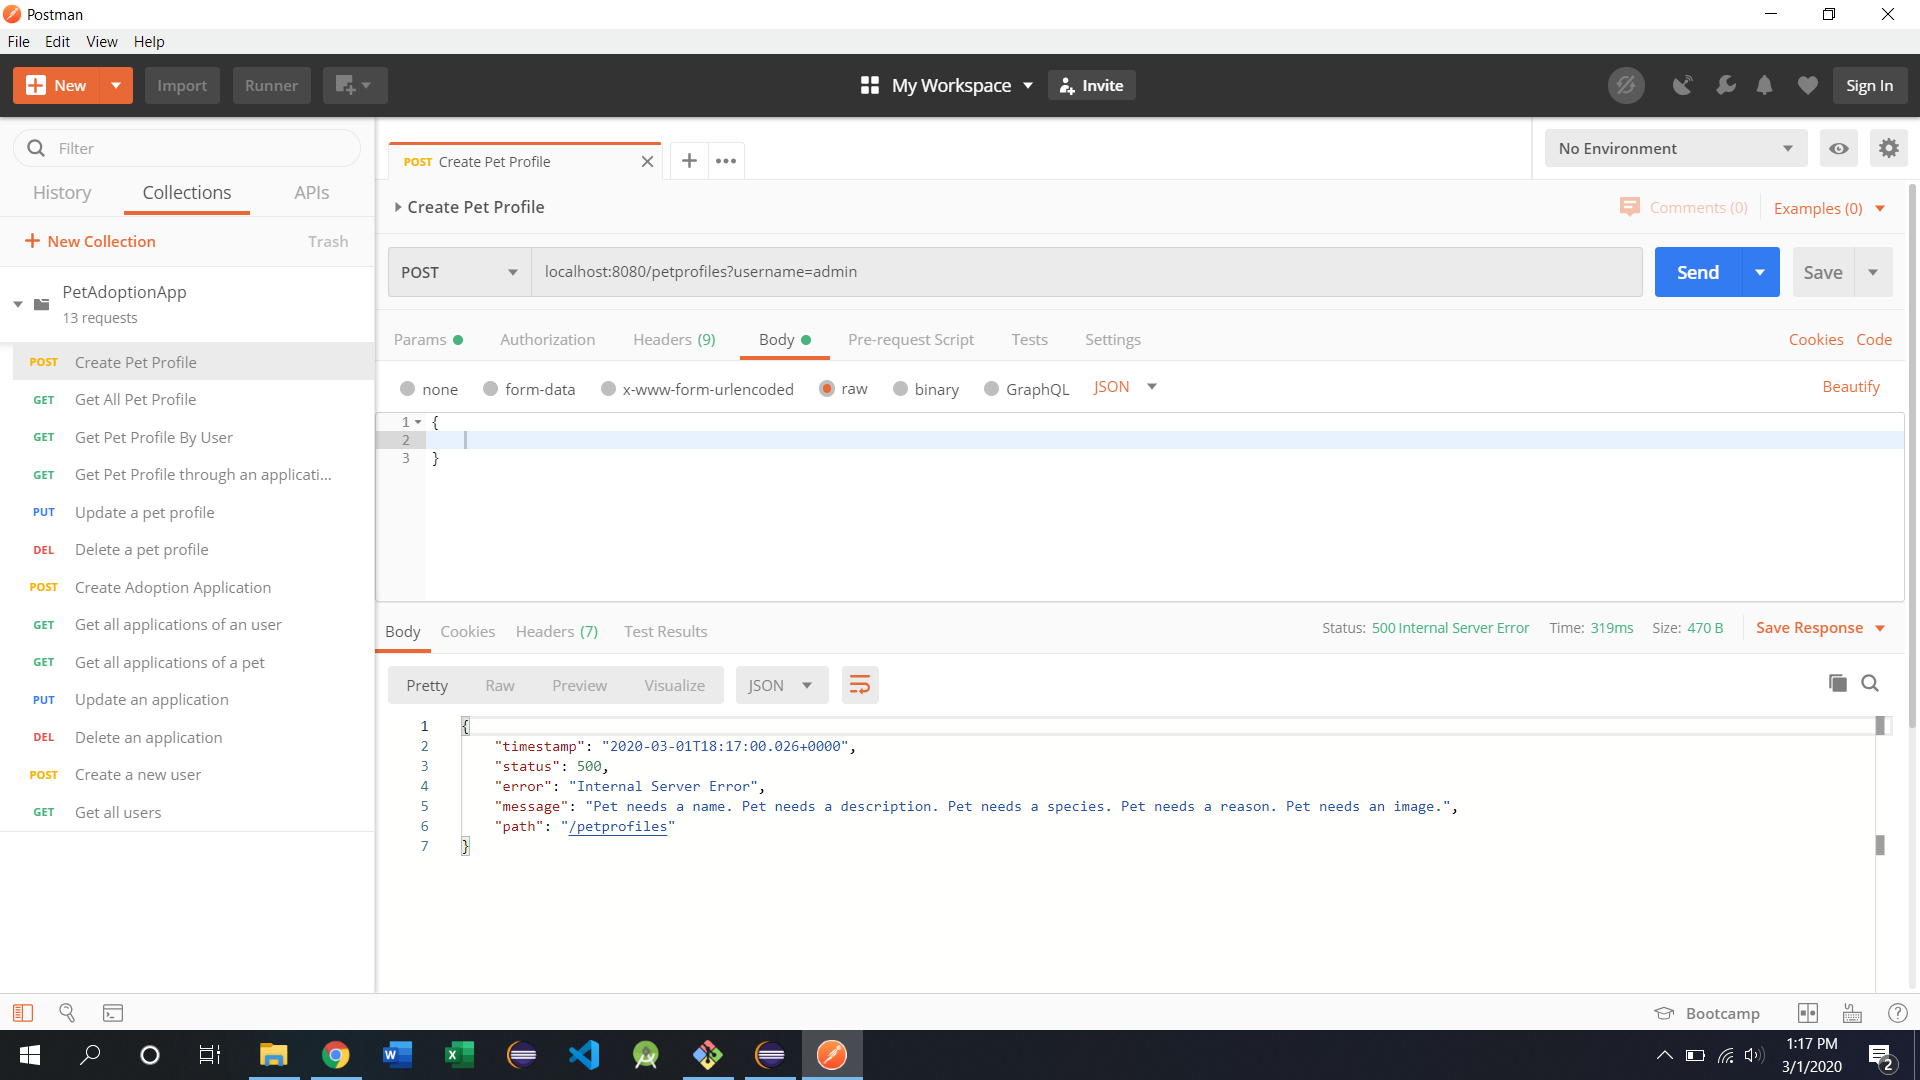 Postman
File Edit View Help
New Import Runner My Workspace Invite Sign In
Filter
History Collections APIs
New Collection Trash
PetAdoptionApp
13 requests
POST Create Pet Profile
GET Get All Pet Profile
GET Get Pet Profile By User
GET Get Pet Profile through an applicati...
PUT Update a pet profile
DEL Delete a pet profile
POST Create Adoption Application
GET Get all applications of an user
GET Get all applications of a pet
PUT Update an application
DEL Delete an application
POST Create a new user
GET Get all users
POST Create Pet Profile
No Environment
Create Pet Profile
Comments (0) Examples (0)
POST localhost:8080/petprofiles?username=admin Send Save
Params Authorization Headers (9) Body Pre-request Script Tests Settings Cookies Code
none form-data x-www-form-urlencoded raw binary GraphQL JSON Beautify
1 {
2
3 }
Body Cookies Headers (7) Test Results Status: 500 Internal Server Error Time: 319ms Size: 470 B Save Response
Pretty Raw Preview Visualize JSON
1 {
2 "timestamp": "2020-03-01T18:17:00.026+0000",
3 "status": 500,
4 "error": "Internal Server Error",
5 "message": "Pet needs a name. Pet needs a description. Pet needs a species. Pet needs a reason. Pet needs an image.",
6 "path": "/petprofiles"
7 }
Bootcamp
1:17 PM
3/1/2020
2